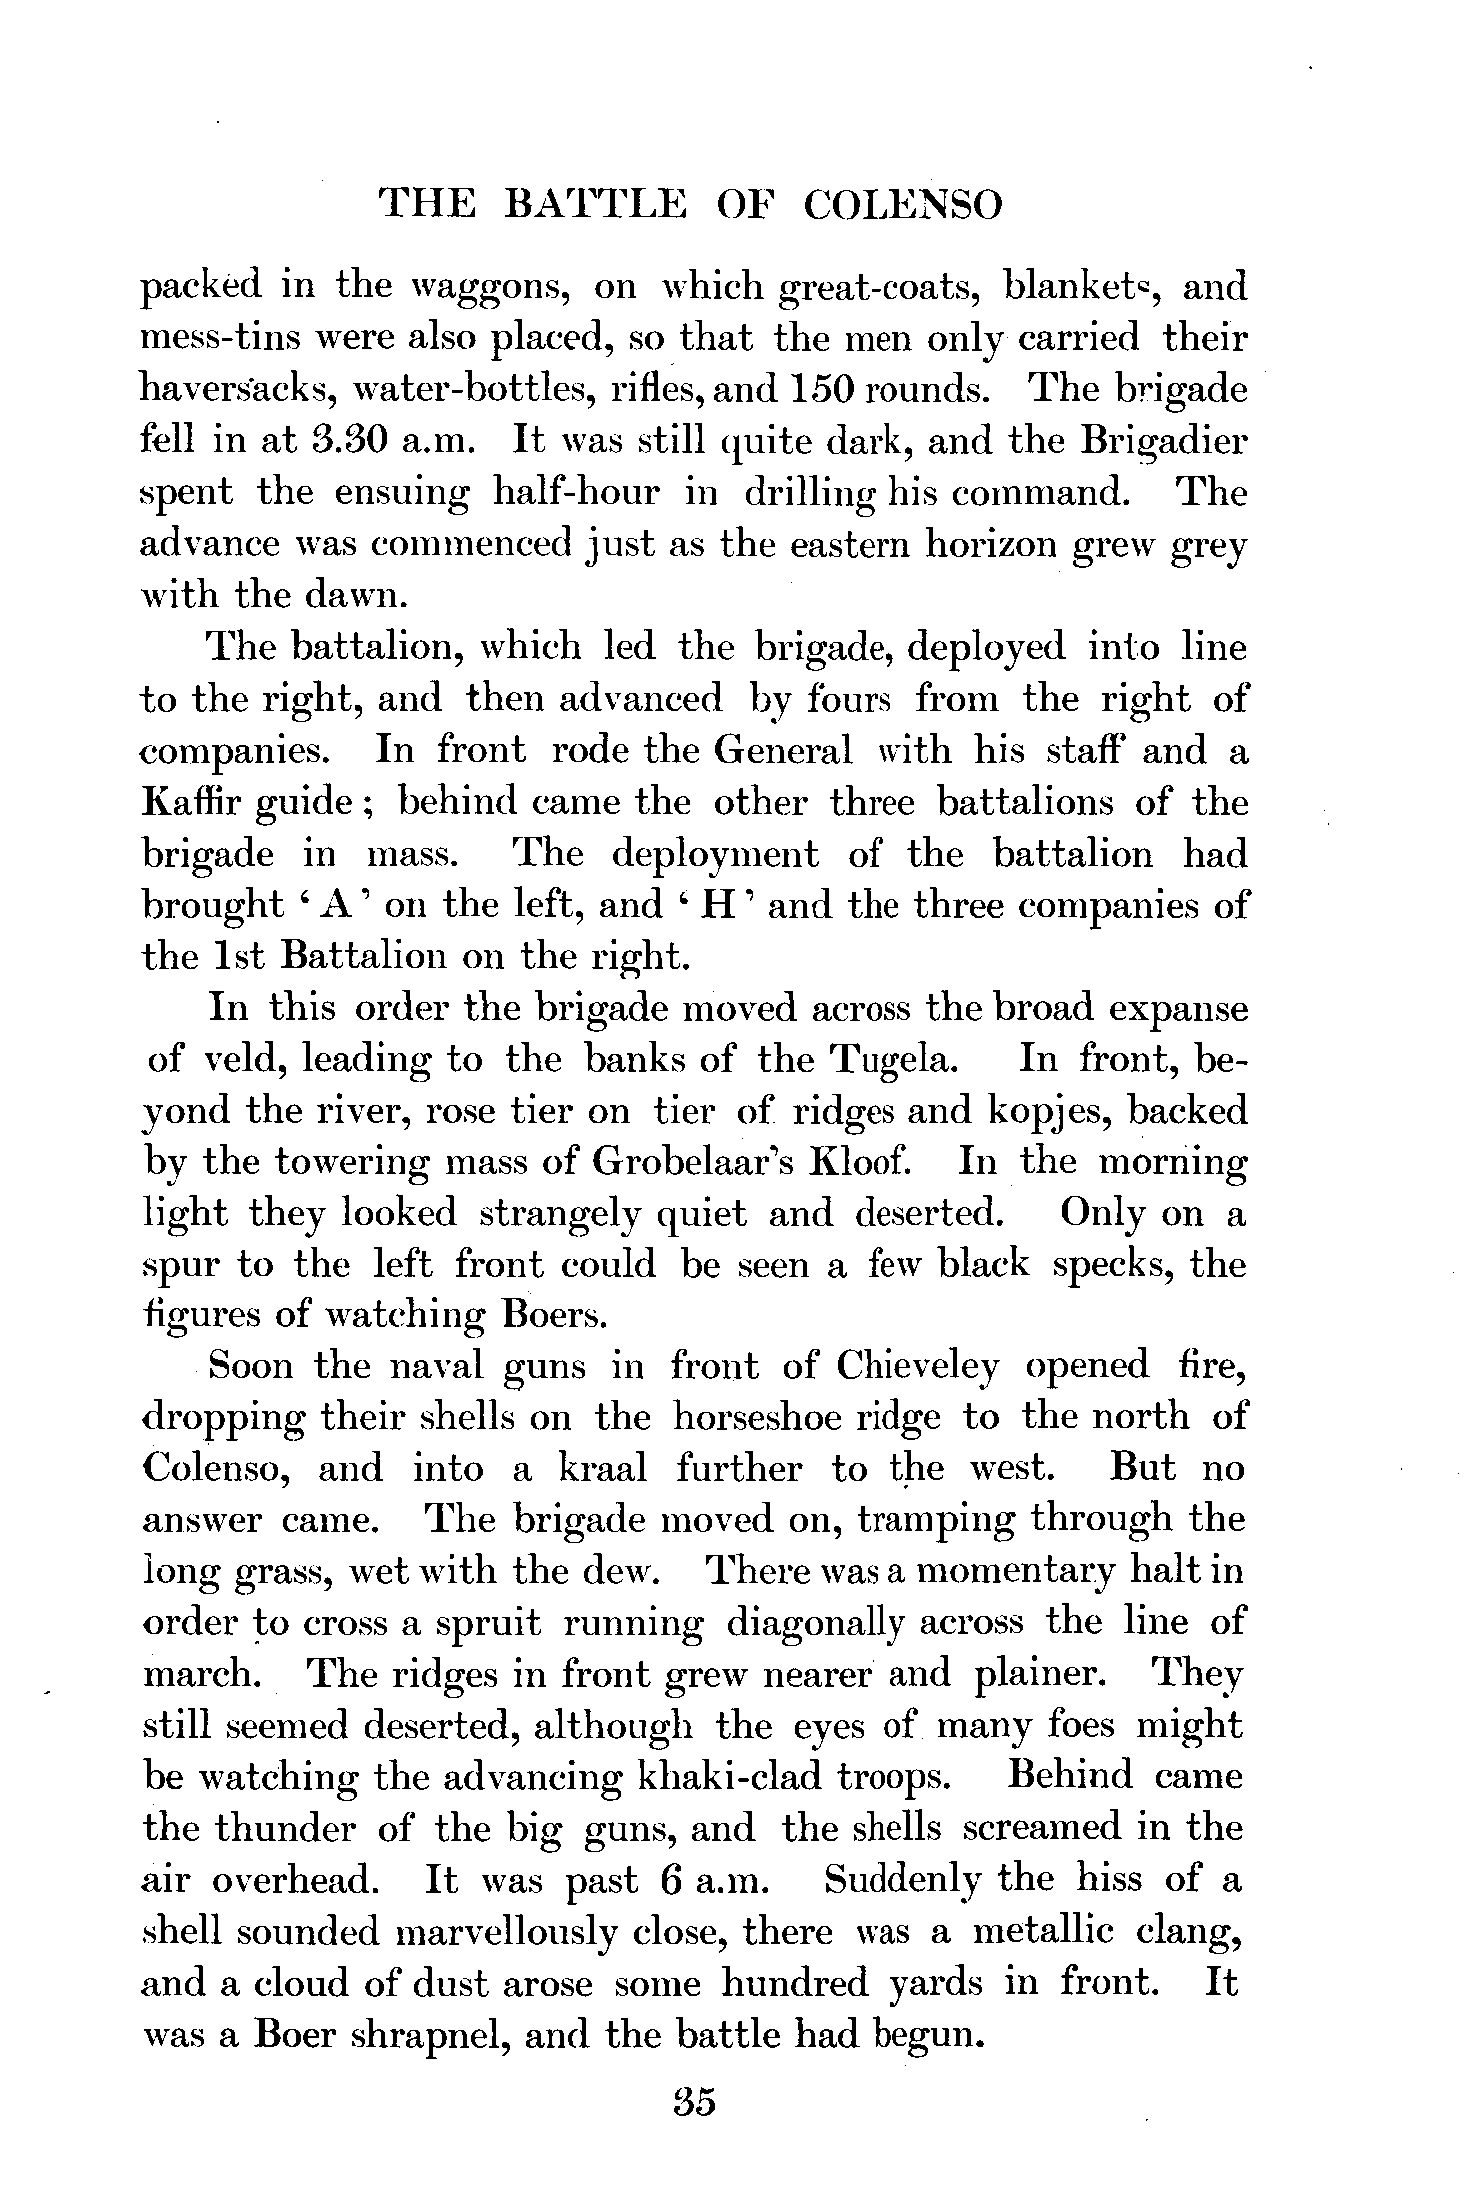 THE BATTLE OF COLENSO
packed in the waggons, on which great-coats, blankets, and
mess-tins were also placed, so that the men only carried their
haversacks, water-bottles, rifles, and 150 rounds. The brigade
fell in at 3.30 a.m. It was still quite dark, and the Brigadier
spent the ensuing half-hour in drilling his command. The
advance was commenced just as the eastern horizon grew grey
with the dawn.
The battalion, which led the brigade, deployed into line
to the right, and then advanced by fours from the right of
companies. In front rode the General with his staff and a
Kaffir guide ; behind came the other three battalions of the
brigade in mass. The deployment of the battalion had
brought ‘ A ’ on the left, and ‘ H ’ and the three companies of
the 1st Battalion on the right.
In this order the brigade moved across the broad expanse
of veld, leading to the banks of the Tugela. In front, be-
yond the river, rose tier on tier of ridges and kopjes, backed
by the towering mass of Grobelaar's Kloof. In the morning
light they looked strangely quiet and deserted. Only on a
spur to the left front could be seen a few black specks, the
figures of watching Boers.
Soon the naval guns in front of Chieveley opened fire,
dropping their shells on the horseshoe ridge to the north of
Colenso, and into a kraal further to the west. But no
answer came. The brigade moved on, tramping through the
long grass, wet with the dew. There was a momentary halt in
order to cross a spruit running diagonally across the line of
march. The ridges in front grew nearer and plainer. They
still seemed deserted, although the eyes of many foes might
be watching the advancing khaki-clad troops. Behind came
the thunder of the big guns, and the shells screamed in the
air overhead. It was past 6 a.m. Suddenly the hiss of a
shell sounded marvellously close, there was a metallic clang,
and a cloud of dust arose some hundred yards in front. It
was a Boer shrapnel, and the battle had begun.
35